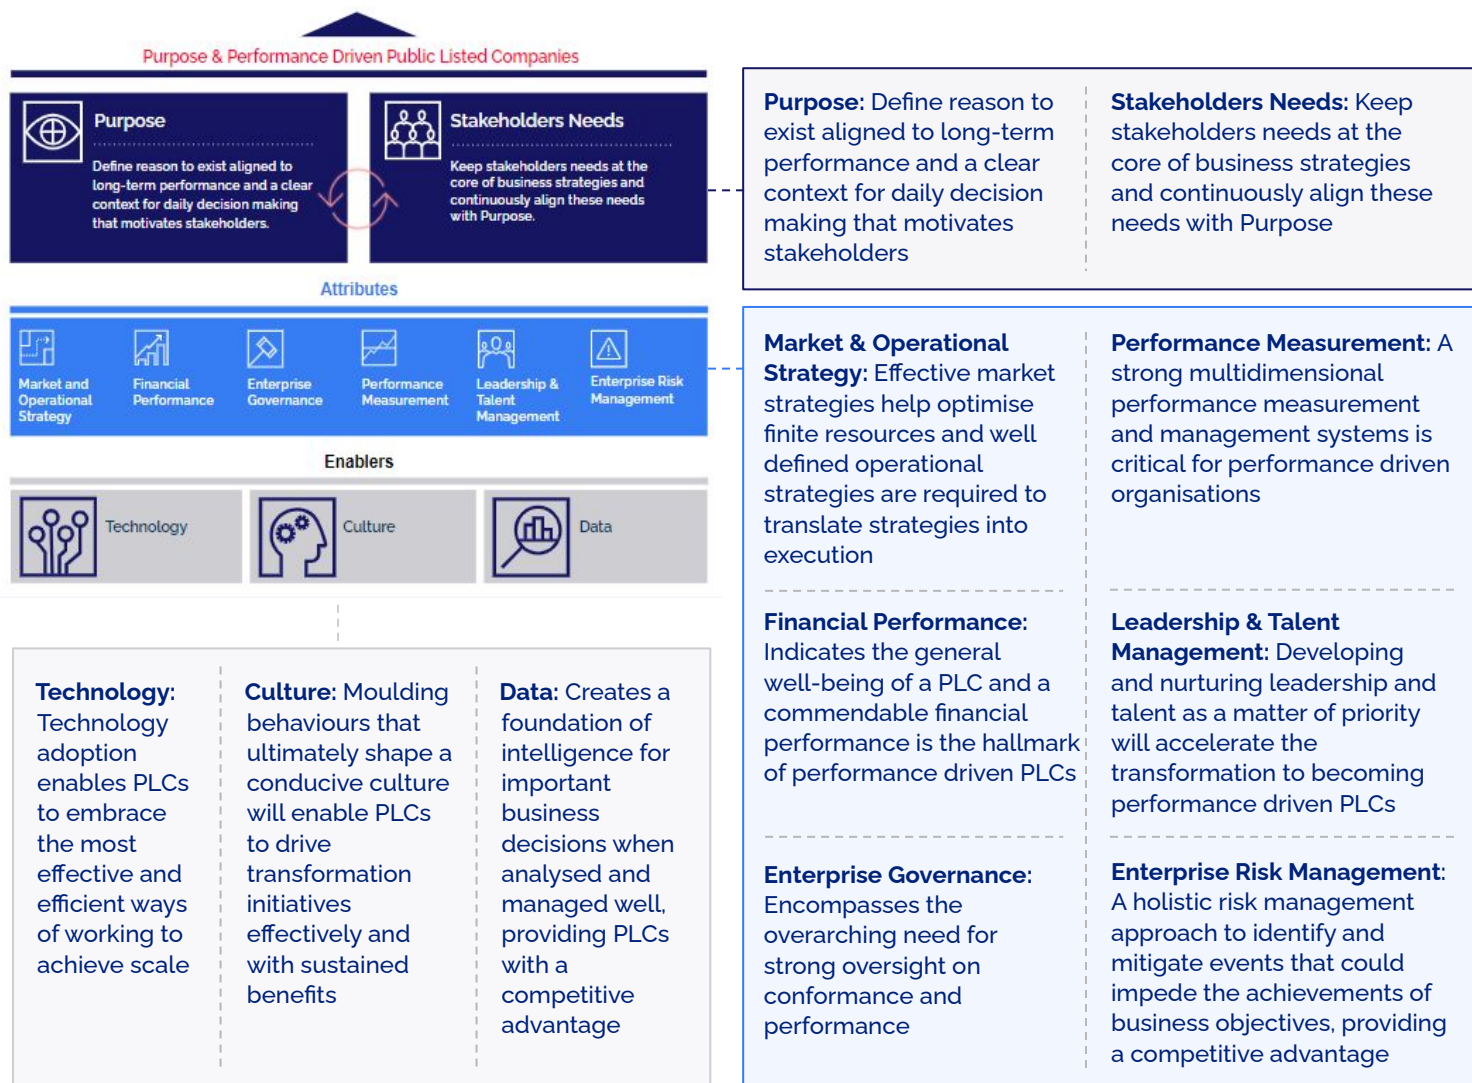 Purpose & Performance Driven Public Listed Companies
Purpose
Define reason to exist aligned to
long-term performance and a clear
context for daily decision making
that motivates stakeholders.
Stakeholders Needs
Keep stakeholders needs at the
core of business strategies and
continuously align these needs
with Purpose.
Attributes
Market and
Operational
Strategy
Financial
Performance
Enterprise
Governance
Performance
Measurement
Leadership &
Talent
Management
Enterprise Risk
Management
Enablers
Technology
Culture
Data
Purpose: Define reason to
exist aligned to long-term
performance and a clear
context for daily decision
making that motivates
stakeholders
Stakeholders Needs: Keep
stakeholders needs at the
core of business strategies
and continuously align these
needs with Purpose
Market & Operational
Strategy: Effective market
strategies help optimise
finite resources and well
defined operational
strategies are required to
translate strategies into
execution
Performance Measurement: A
strong multidimensional
performance measurement
and management systems is
critical for performance driven
organisations
Financial Performance:
Indicates the general
well-being of a PLC and a
commendable financial
performance is the hallmark
of performance driven PLCs
Leadership & Talent
Management: Developing
and nurturing leadership and
talent as a matter of priority
will accelerate the
transformation to becoming
performance driven PLCs
Enterprise Governance:
Encompasses the
overarching need for
strong oversight on
conformance and
performance
Enterprise Risk Management:
A holistic risk management
approach to identify and
mitigate events that could
impede the achievements of
business objectives, providing
a competitive advantage
Technology:
Technology
adoption
enables PLCs
to embrace
the most
effective and
efficient ways
of working to
achieve scale
Culture: Moulding
behaviours that
ultimately shape a
conducive culture
will enable PLCs
to drive
transformation
initiatives
effectively and
with sustained
benefits
Data: Creates a
foundation of
intelligence for
important
business
decisions when
analysed and
managed well,
providing PLCs
with a
competitive
advantage